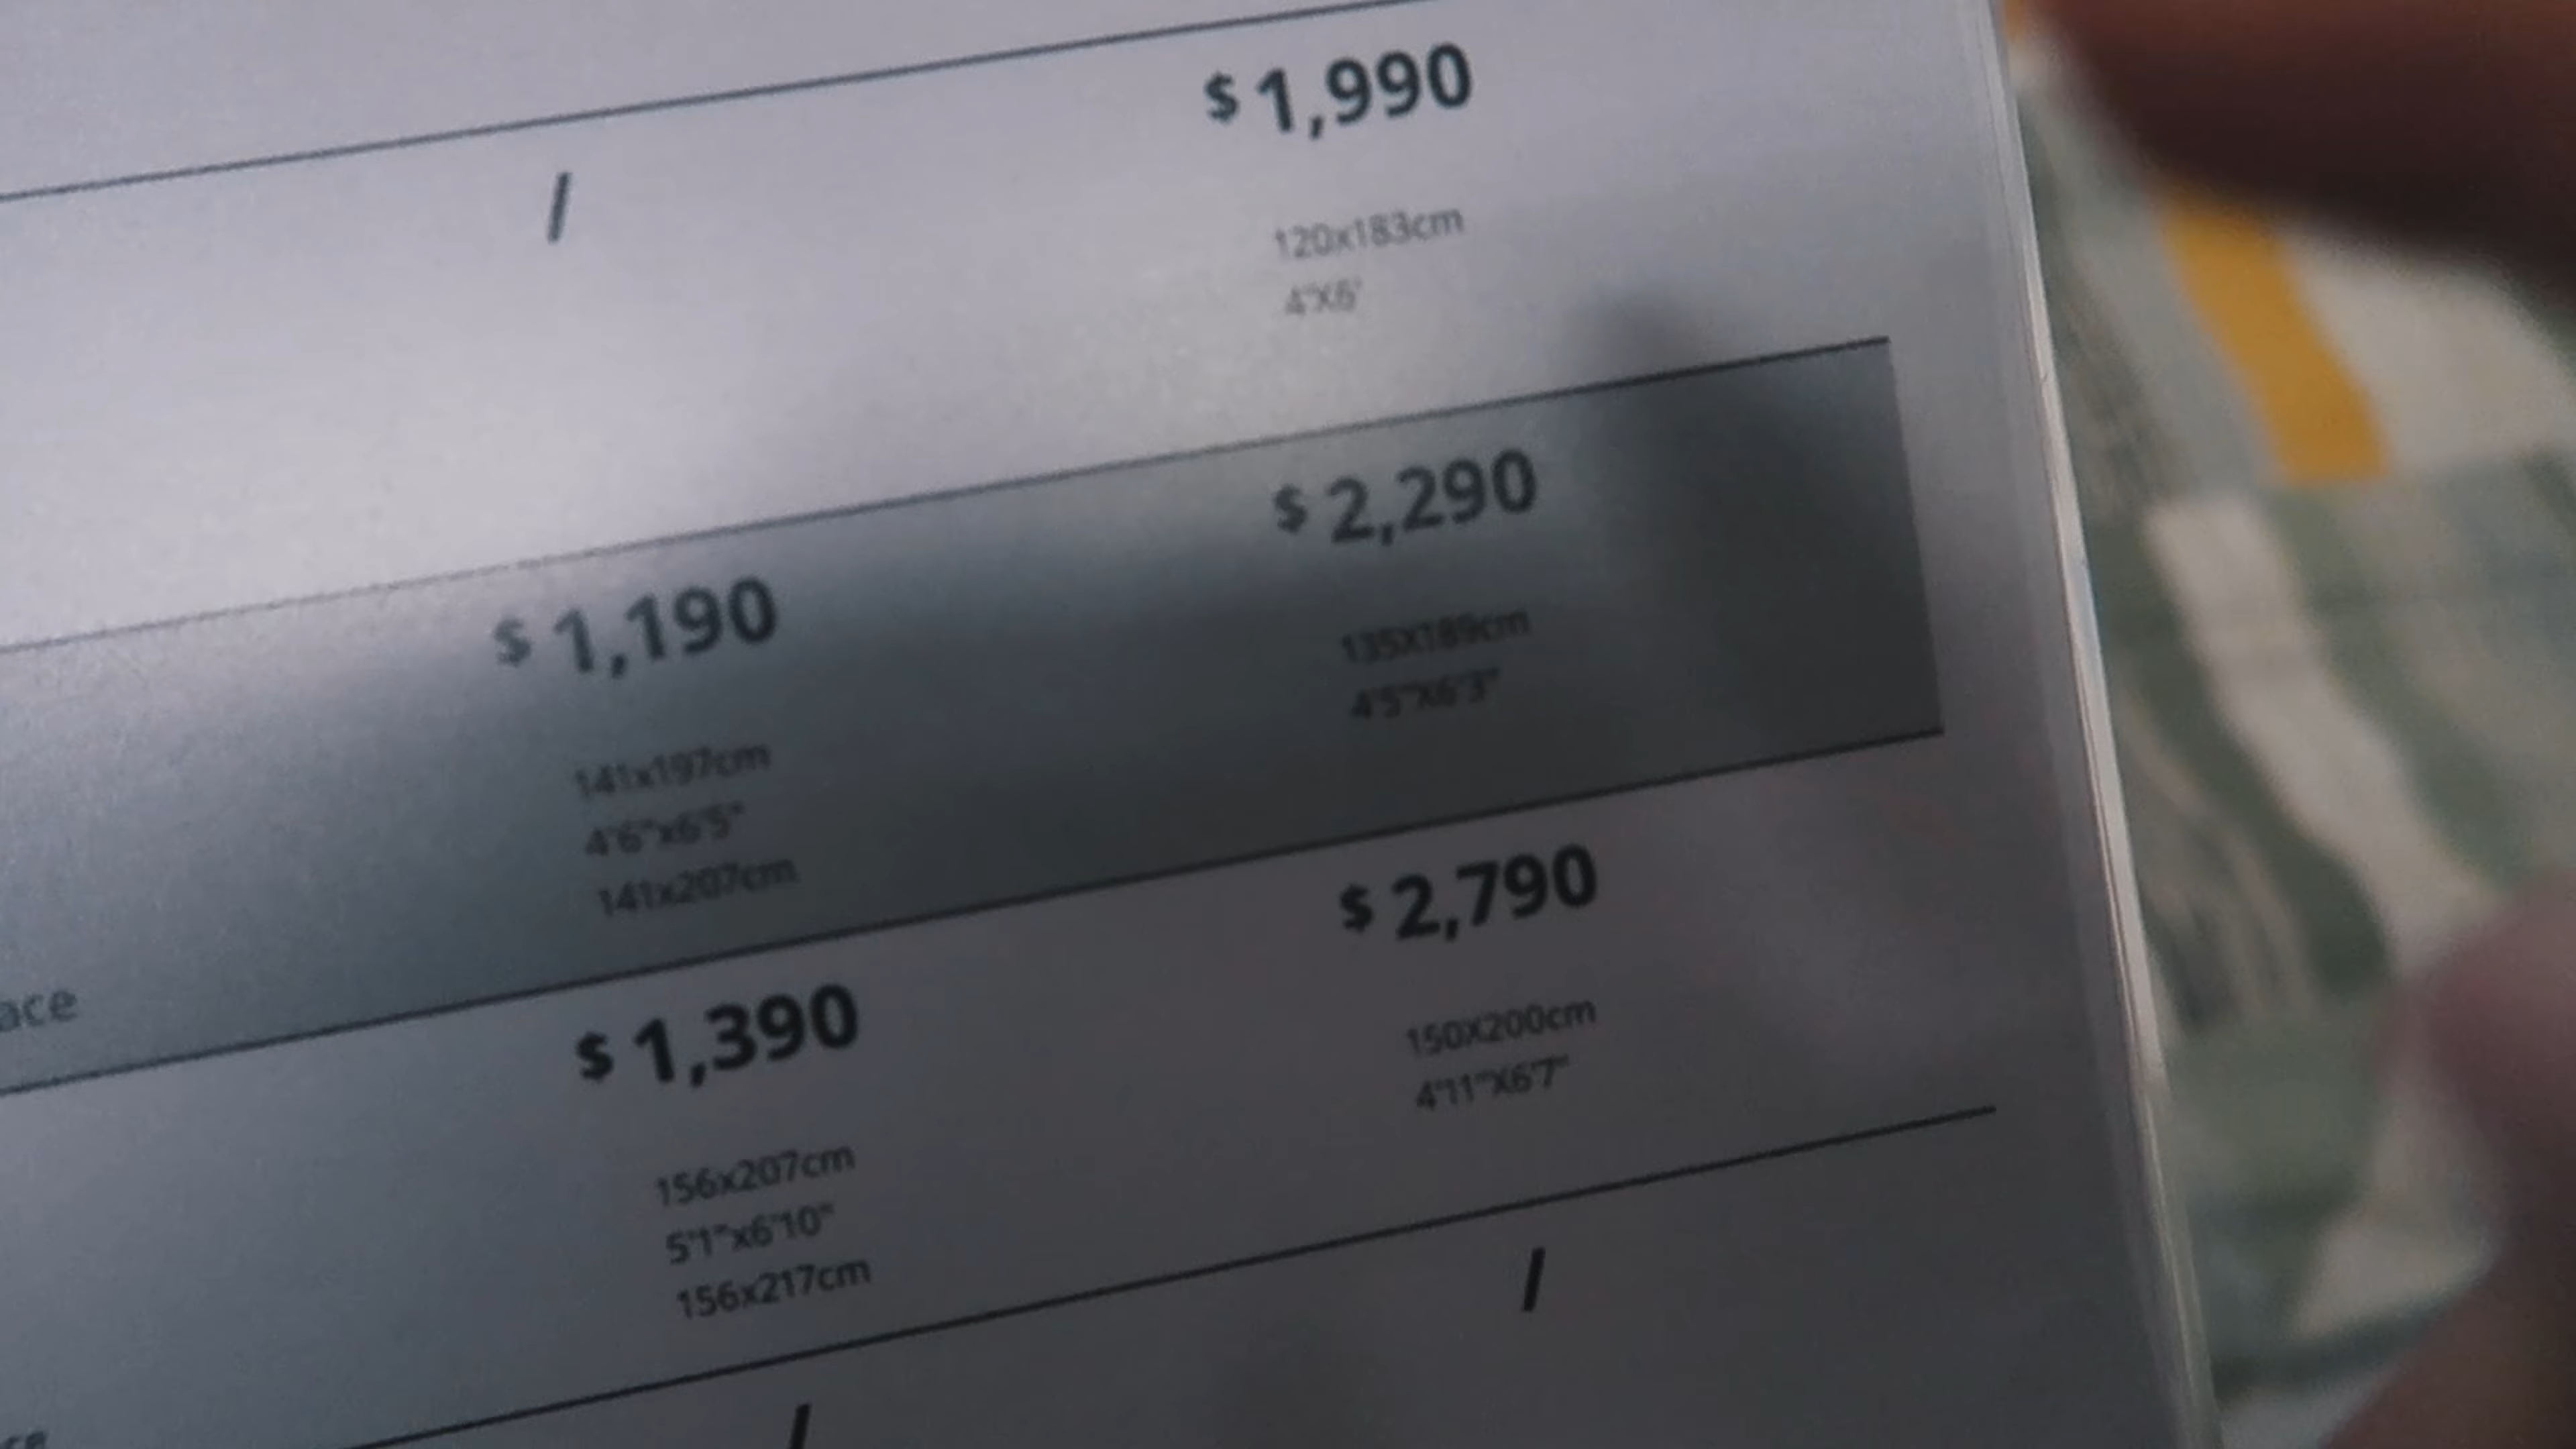 $1,990
/
120x183cm
4'X6'
$2,290
$1,190
135X189cm
4'5"X6'3"
141x197cm
4'6"x6'5"
141x207cm
ace
$2,790
$1,390
150X200cm
4'11"X6'7"
156x207cm
5'1"x6'10"
156x217cm
/
/